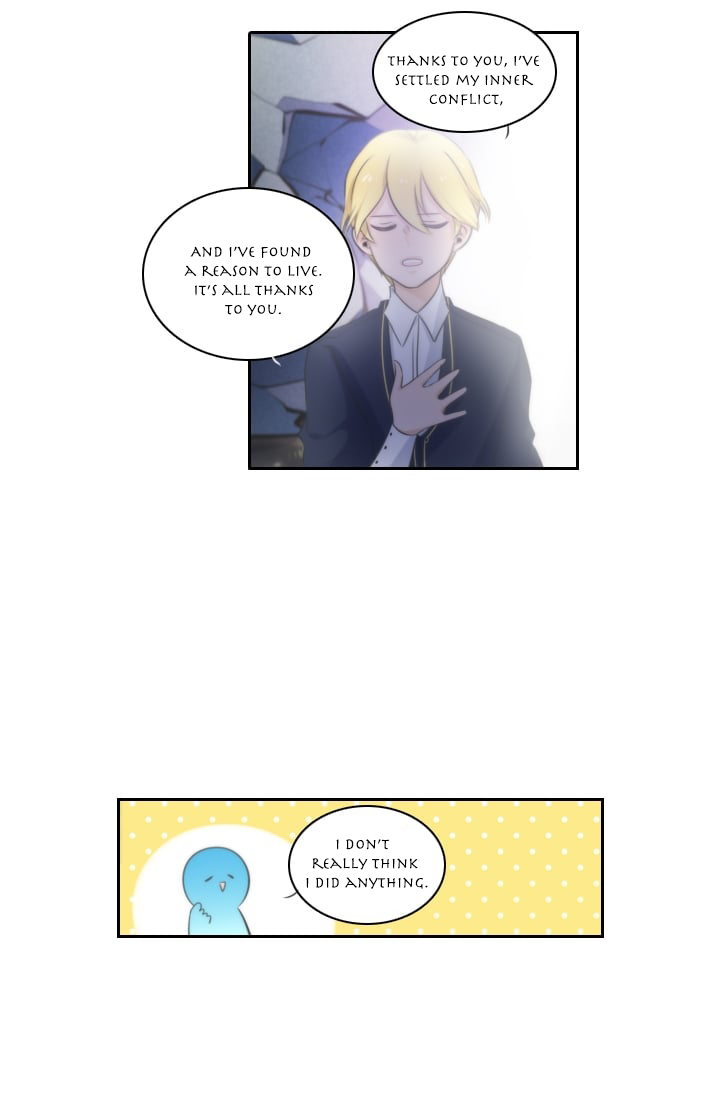 THANKS TO YOU, I'VE
SETTLED MY INNER
CONFLICT,
AND I'VE FOUND
A REASON TO LIVE.
IT'S ALL THANKS
TO YOU.
I DON'T
REALLY THINK
I DID ANYTHING.